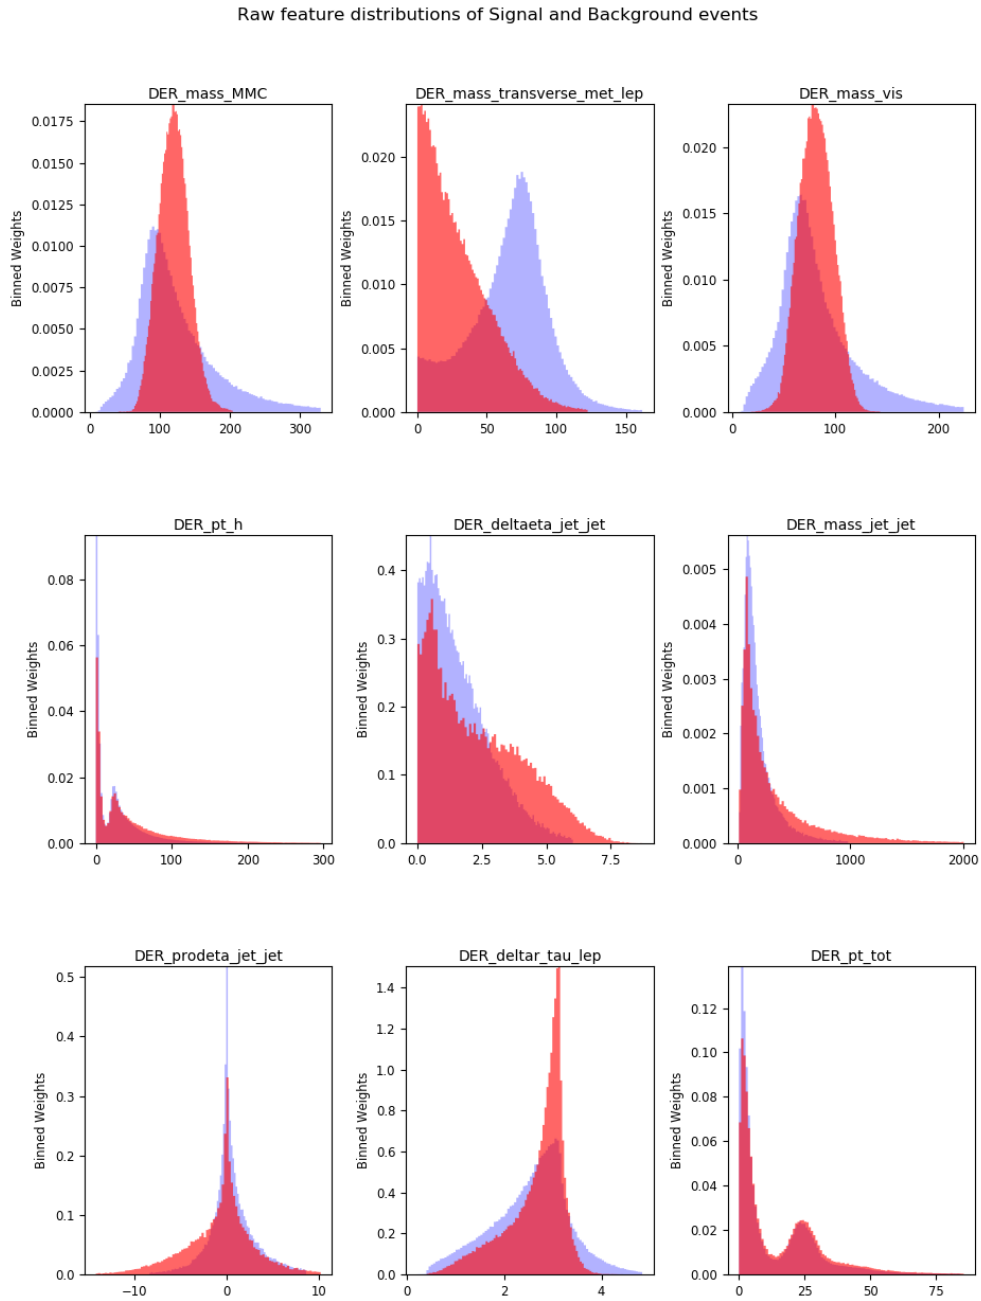 Raw feature distributions of Signal and Background events
DER_mass_MMC
DER_mass_transverse_met_lep
DER_mass_vis
Binned Weights
0.0175
0.0150
0.0125
0.0100
0.0075
0.0050
0.0025
0.0000
0 100 200 300
Binned Weights
0.020
0.015
0.010
0.005
0.000
0 50 100 150
Binned Weights
0.020
0.015
0.010
0.005
0.000
0 100 200
DER_pt_h
DER_deltaeta_jet_jet
DER_mass_jet_jet
Binned Weights
0.08
0.06
0.04
0.02
0.00
0 100 200 300
Binned Weights
0.4
0.3
0.2
0.1
0.0
0.0 2.5 5.0 7.5
Binned Weights
0.005
0.004
0.003
0.002
0.001
0.000
0 1000 2000
DER_prodeta_jet_jet
DER_deltar_tau_lep
DER_pt_tot
Binned Weights
0.5
0.4
0.3
0.2
0.1
0.0
−10 0 10
Binned Weights
1.4
1.2
1.0
0.8
0.6
0.4
0.2
0.0
0 2 4
Binned Weights
0.12
0.10
0.08
0.06
0.04
0.02
0.00
0 25 50 75